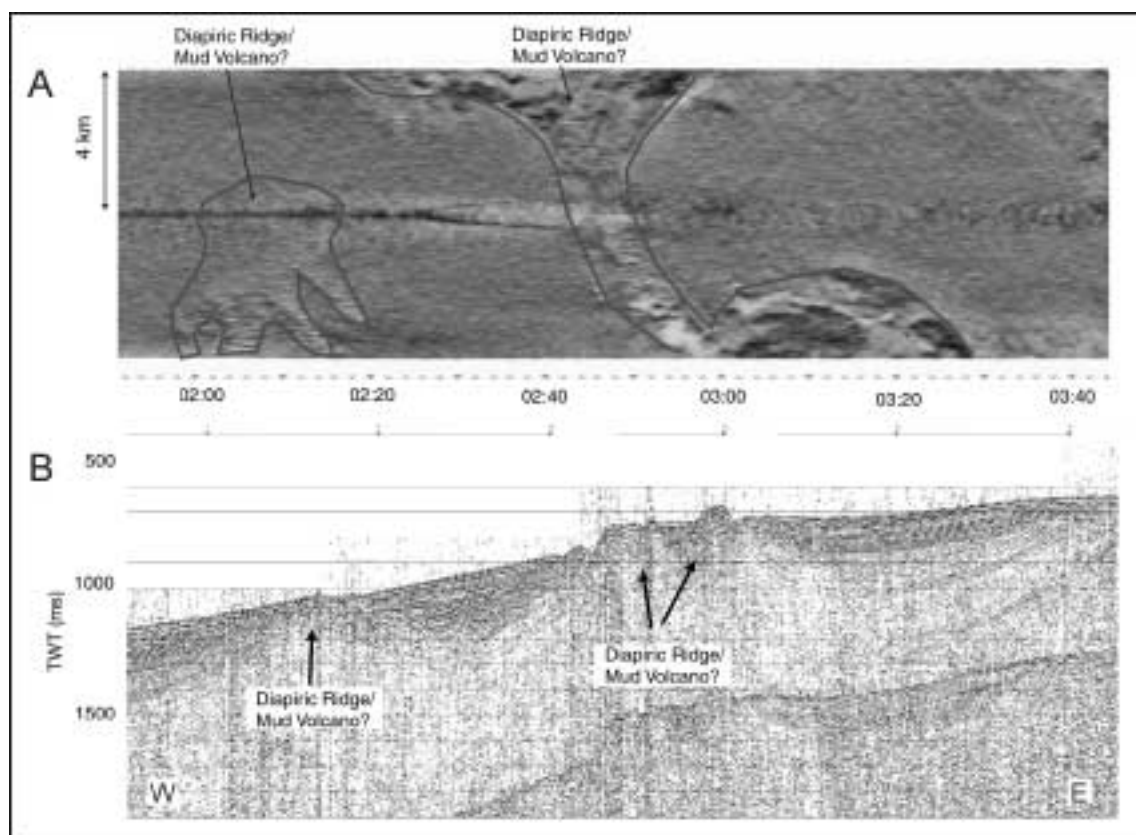 Diapiric Ridge/
Mud Volcano?
Diapiric Ridge/
Mud Volcano?
A
4 km
02:00 02:20 02:40 03:00 03:20 03:40
B
500
1000
1500
TWT (ms)
Diapiric Ridge/
Mud Volcano?
Diapiric Ridge/
Mud Volcano?
W E